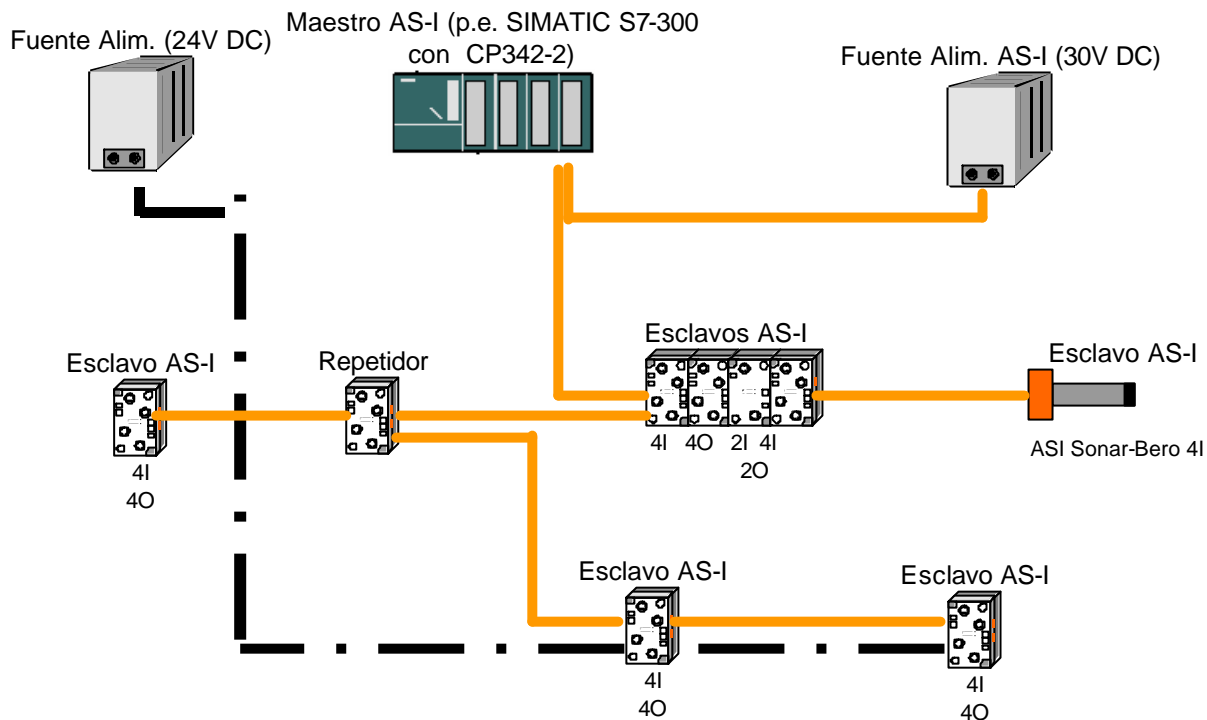 Maestro AS-I (p.e. SIMATIC S7-300
con CP342-2)
Fuente Alim. (24V DC)
Fuente Alim. AS-I (30V DC)
Esclavo AS-I
4I
4O
Repetidor
Esclavos AS-I
4I 4O 2I 4I
2O
Esclavo AS-I
ASI Sonar-Bero 4I
Esclavo AS-I
4I
4O
Esclavo AS-I
4I
4O